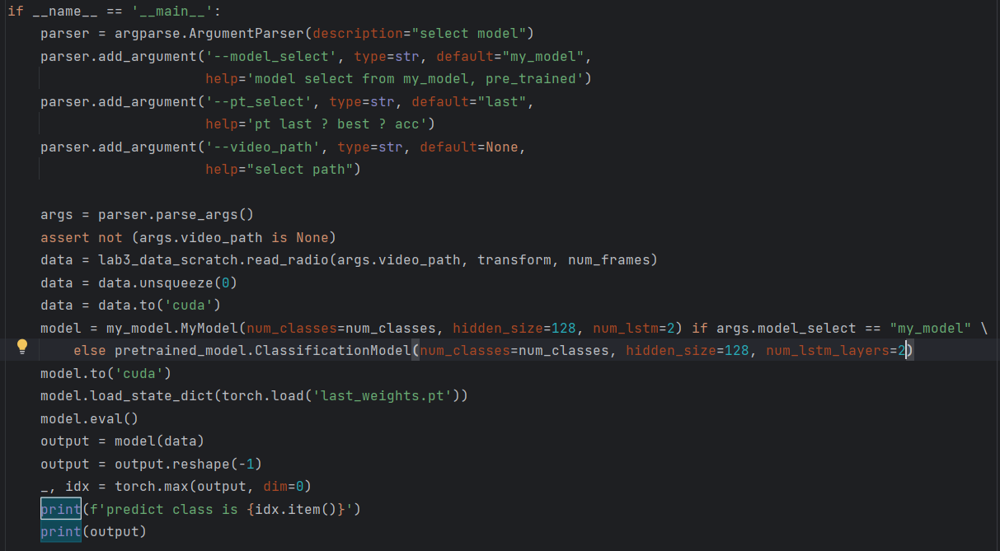 if __name__ == '__main__':
    parser = argparse.ArgumentParser(description="select model")
    parser.add_argument('--model_select', type=str, default="my_model",
                        help='model select from my_model, pre_trained')
    parser.add_argument('--pt_select', type=str, default="last",
                        help='pt last ? best ? acc')
    parser.add_argument('--video_path', type=str, default=None,
                        help="select path")
    args = parser.parse_args()
    assert not (args.video_path is None)
    data = lab3_data_scratch.read_radio(args.video_path, transform, num_frames)
    data = data.unsqueeze(0)
    data = data.to('cuda')
    model = my_model.MyModel(num_classes=num_classes, hidden_size=128, num_lstm=2) if args.model_select == "my_model" \
        else pretrained_model.ClassificationModel(num_classes=num_classes, hidden_size=128, num_lstm_layers=2)
    model.to('cuda')
    model.load_state_dict(torch.load('last_weights.pt'))
    model.eval()
    output = model(data)
    output = output.reshape(-1)
    _, idx = torch.max(output, dim=0)
    print(f'predict class is {idx.item()}')
    print(output)